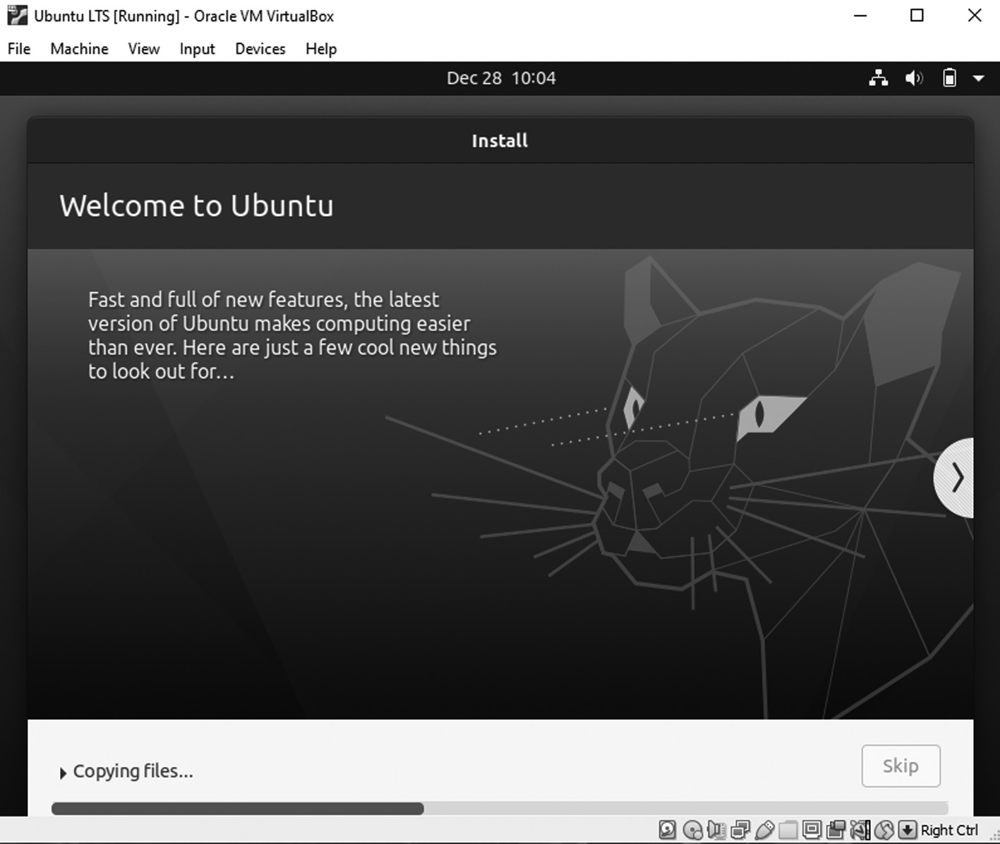 Ubuntu LTS [Running] - Oracle VM VirtualBox
File Machine View Input Devices Help
Dec 28 10:04
Install
Welcome to Ubuntu
Fast and full of new features, the latest
version of Ubuntu makes computing easier
than ever. Here are just a few cool new things
to look out for...
Copying files...
Skip
Right Ctrl